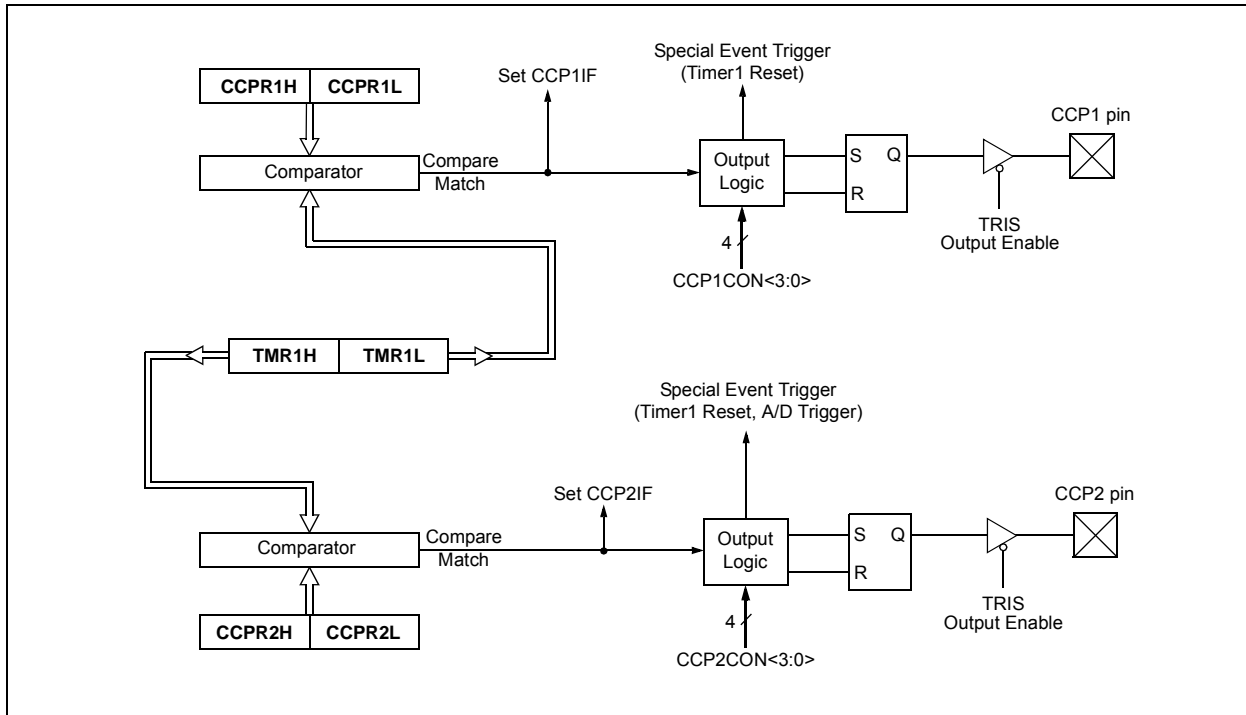 Special Event Trigger
(Timer1 Reset)
Set CCP1IF
CCPR1H CCPR1L
CCP1 pin
Comparator
Compare
Match
Output
Logic
S Q
R
TRIS
Output Enable
4
CCP1CON<3:0>
TMR1H TMR1L
Special Event Trigger
(Timer1 Reset, A/D Trigger)
Set CCP2IF
CCP2 pin
Comparator
Compare
Match
Output
Logic
S Q
R
TRIS
Output Enable
CCPR2H CCPR2L
4
CCP2CON<3:0>